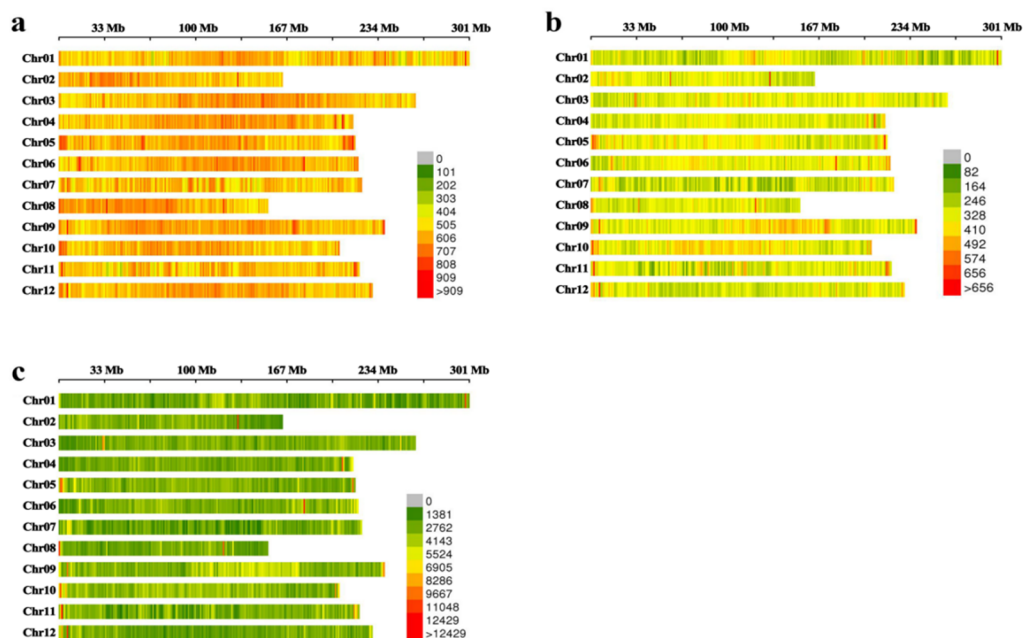 a
33 Mb 100 Mb 167 Mb 234 Mb 301 Mb
Chr01
Chr02
Chr03
Chr04
Chr05
Chr06
Chr07
Chr08
Chr09
Chr10
Chr11
Chr12
0
101
202
303
404
505
606
707
808
909
>909
b
33 Mb 100 Mb 167 Mb 234 Mb 301 Mb
Chr01
Chr02
Chr03
Chr04
Chr05
Chr06
Chr07
Chr08
Chr09
Chr10
Chr11
Chr12
0
82
164
246
328
410
492
574
656
>656
c
33 Mb 100 Mb 167 Mb 234 Mb 301 Mb
Chr01
Chr02
Chr03
Chr04
Chr05
Chr06
Chr07
Chr08
Chr09
Chr10
Chr11
Chr12
0
1381
2762
4143
5524
6905
8286
9667
11048
12429
>12429